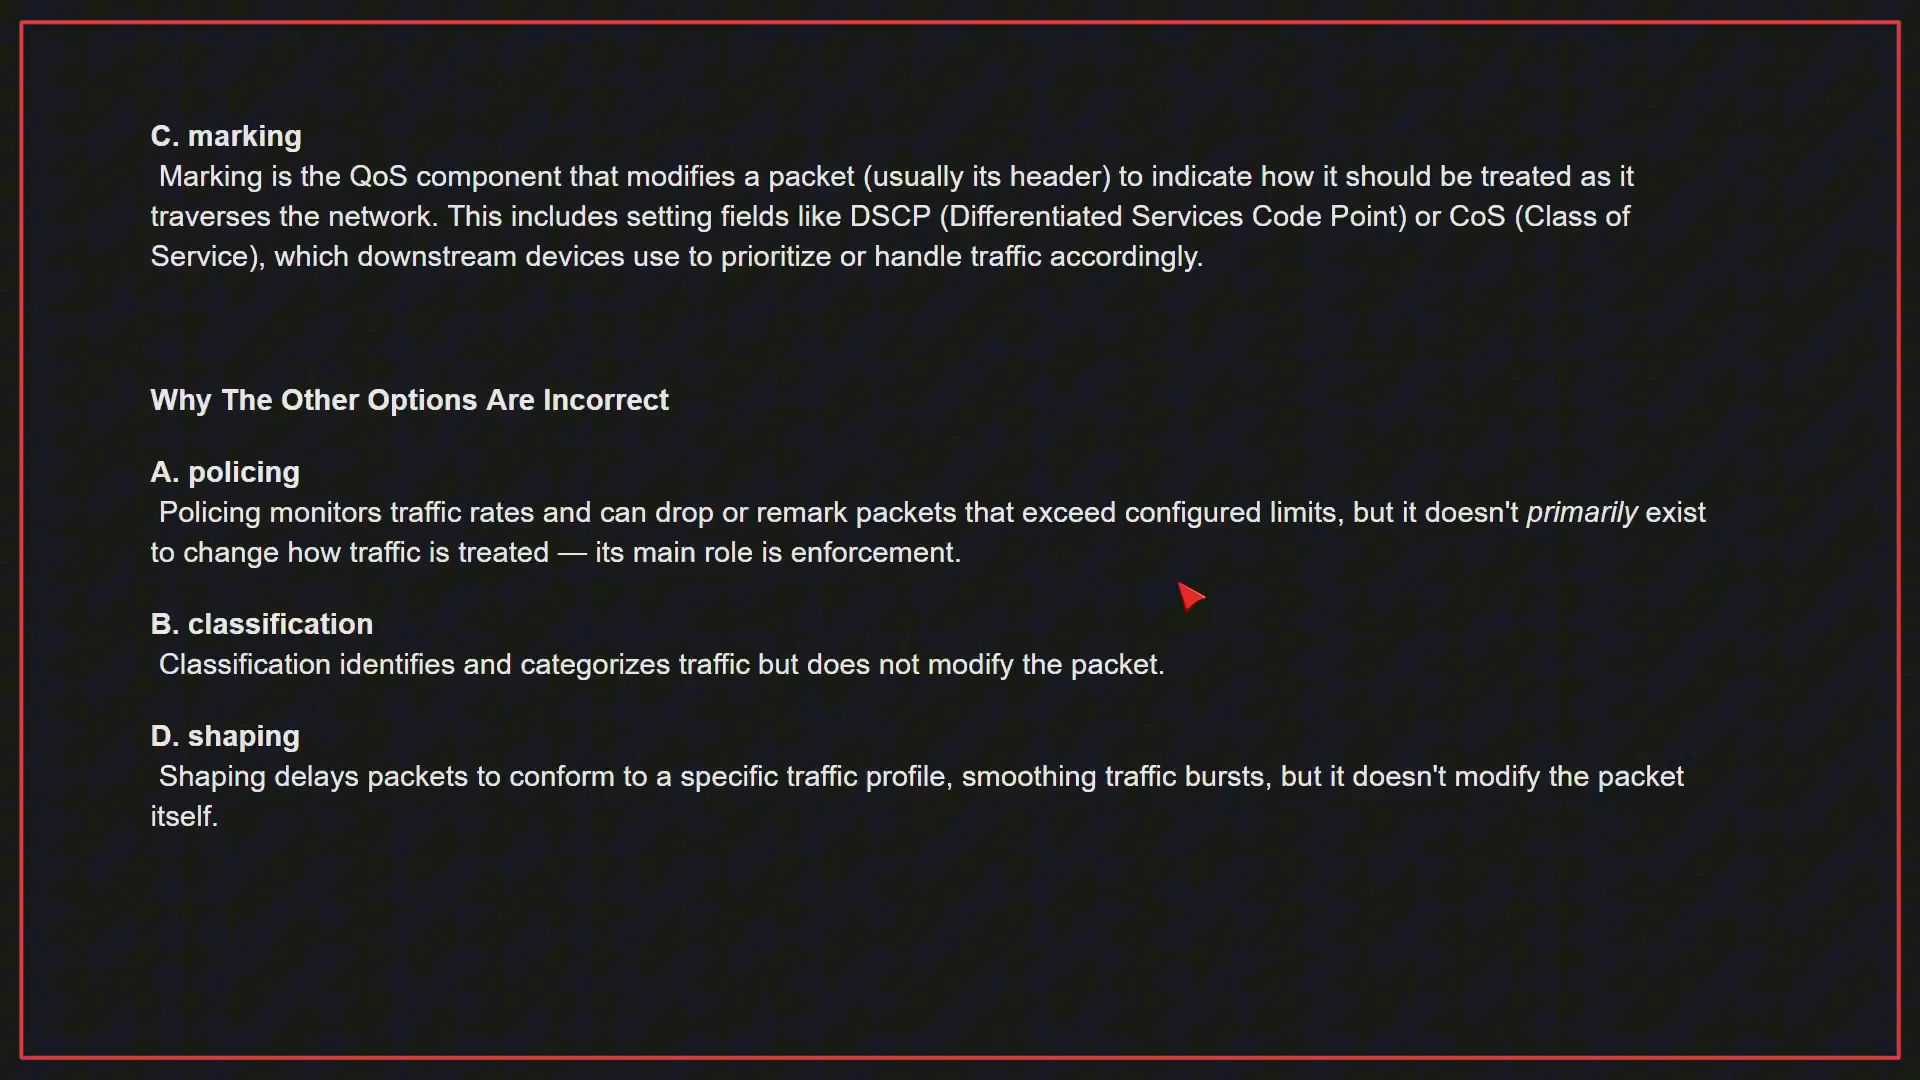 C. marking
Marking is the QoS component that modifies a packet (usually its header) to indicate how it should be treated as it
traverses the network. This includes setting fields like DSCP (Differentiated Services Code Point) or CoS (Class of
Service), which downstream devices use to prioritize or handle traffic accordingly.
Why The Other Options Are Incorrect
A. policing
Policing monitors traffic rates and can drop or remark packets that exceed configured limits, but it doesn't primarily exist
to change how traffic is treated — its main role is enforcement.
B. classification
Classification identifies and categorizes traffic but does not modify the packet.
D. shaping
Shaping delays packets to conform to a specific traffic profile, smoothing traffic bursts, but it doesn't modify the packet
itself.